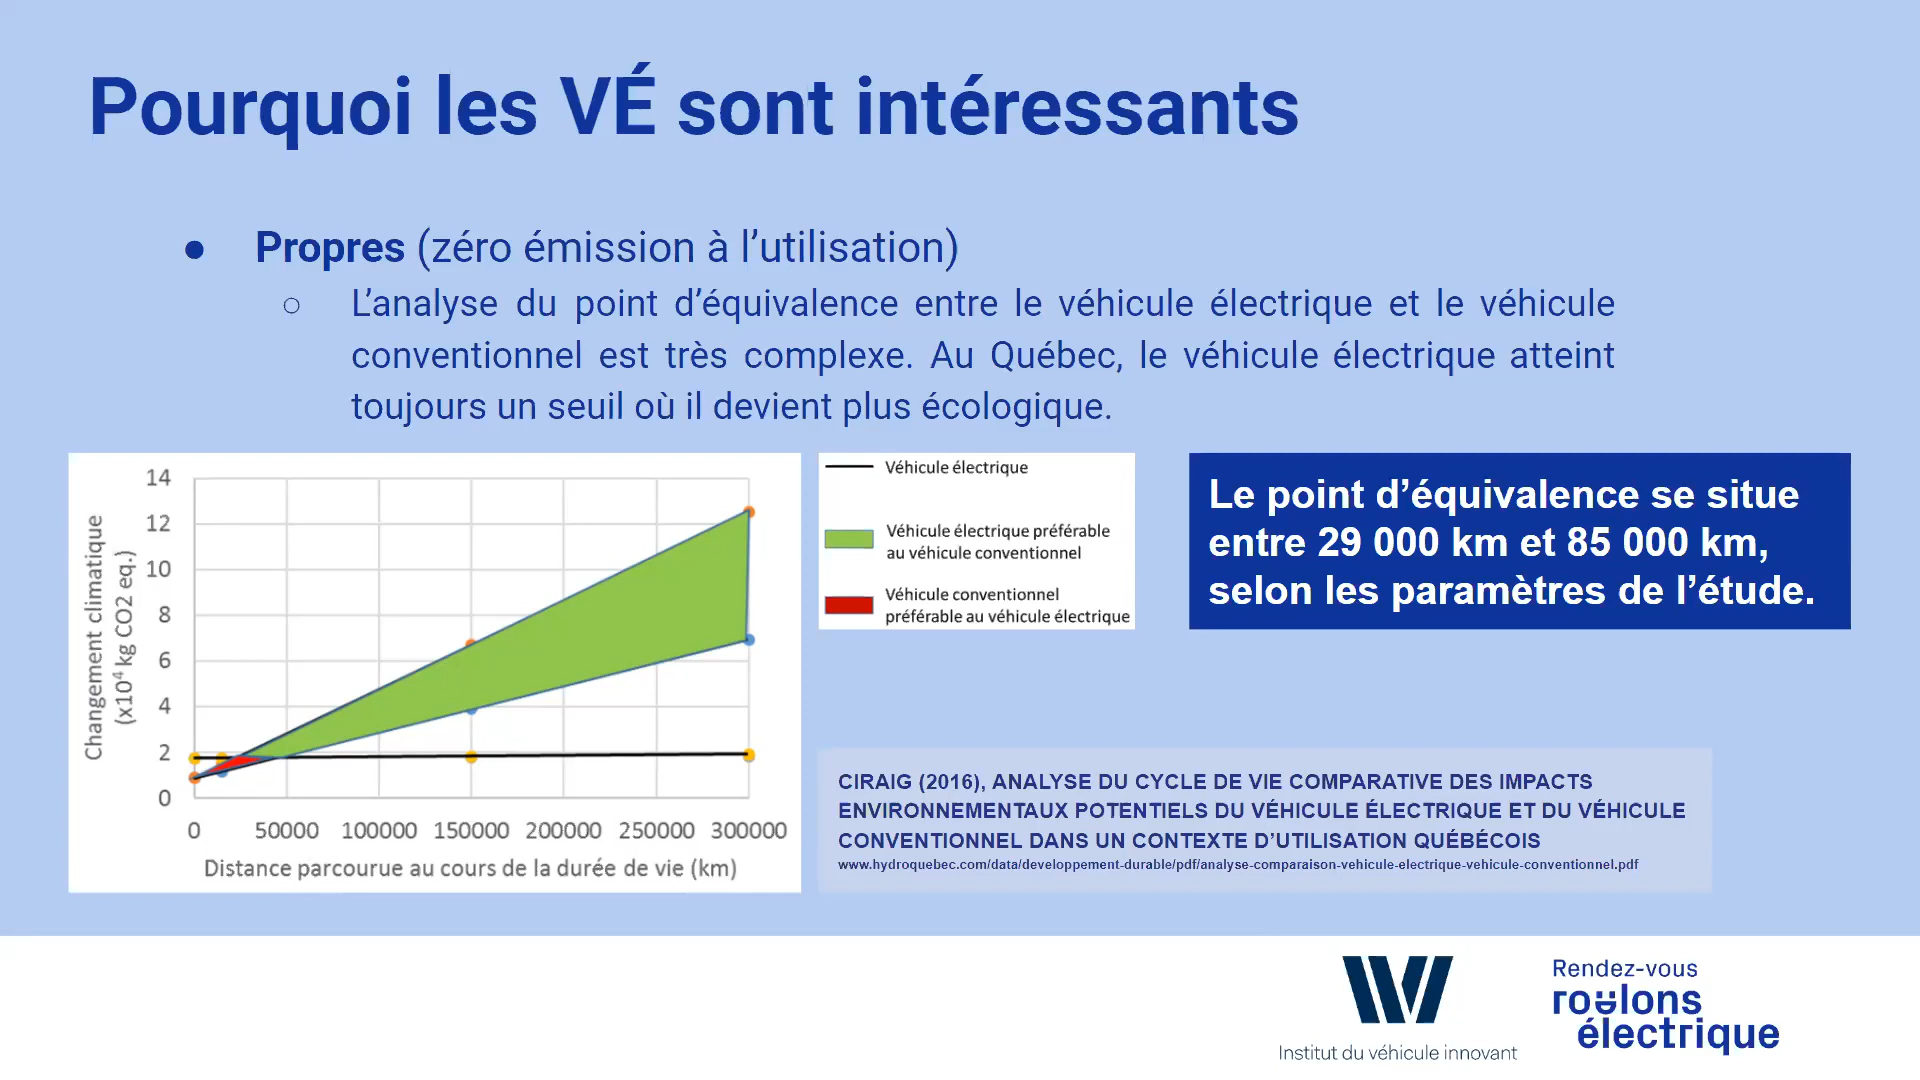 Pourquoi les VÉ sont intéressants
● Propres (zéro émission à l’utilisation)
○ L’analyse du point d’équivalence entre le véhicule électrique et le véhicule
conventionnel est très complexe. Au Québec, le véhicule électrique atteint
toujours un seuil où il devient plus écologique.
Changement climatique
(x10⁴ kg CO2 eq.)
14
12
10
8
6
4
2
0
0 50000 100000 150000 200000 250000 300000
Distance parcourue au cours de la durée de vie (km)
Véhicule électrique
Véhicule électrique préférable
au véhicule conventionnel
Véhicule conventionnel
préférable au véhicule électrique
Le point d’équivalence se situe
entre 29 000 km et 85 000 km,
selon les paramètres de l’étude.
CIRAIG (2016), ANALYSE DU CYCLE DE VIE COMPARATIVE DES IMPACTS
ENVIRONNEMENTAUX POTENTIELS DU VÉHICULE ÉLECTRIQUE ET DU VÉHICULE
CONVENTIONNEL DANS UN CONTEXTE D’UTILISATION QUÉBÉCOIS
www.hydroquebec.com/data/developpement-durable/pdf/analyse-comparaison-vehicule-electrique-vehicule-conventionnel.pdf
Institut du véhicule innovant
Rendez-vous
roulons
électrique